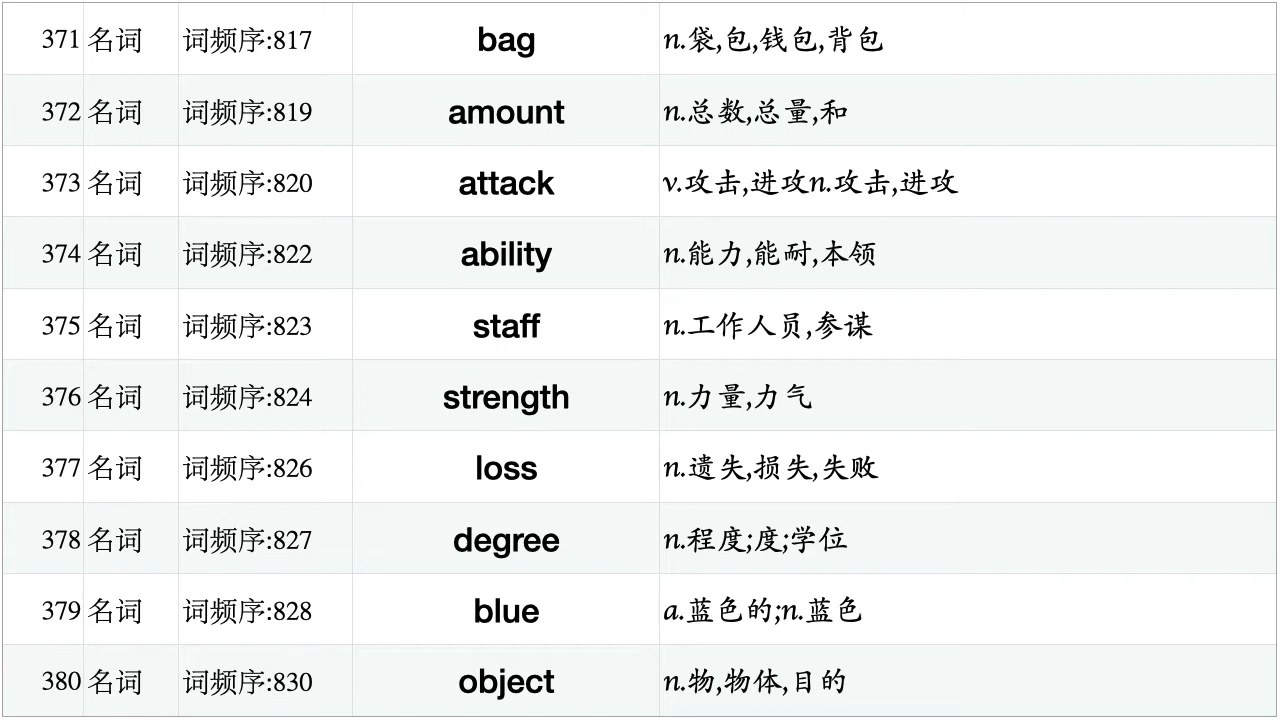 371 名词 词频序:817 bag n.袋,包,钱包,背包
372 名词 词频序:819 amount n.总数,总量,和
373 名词 词频序:820 attack v.攻击,进攻n.攻击,进攻
374 名词 词频序:822 ability n.能力,能耐,本领
375 名词 词频序:823 staff n.工作人员,参谋
376 名词 词频序:824 strength n.力量,力气
377 名词 词频序:826 loss n.遗失,损失,失败
378 名词 词频序:827 degree n.程度;度;学位
379 名词 词频序:828 blue a.蓝色的;n.蓝色
380 名词 词频序:830 object n.物,物体,目的